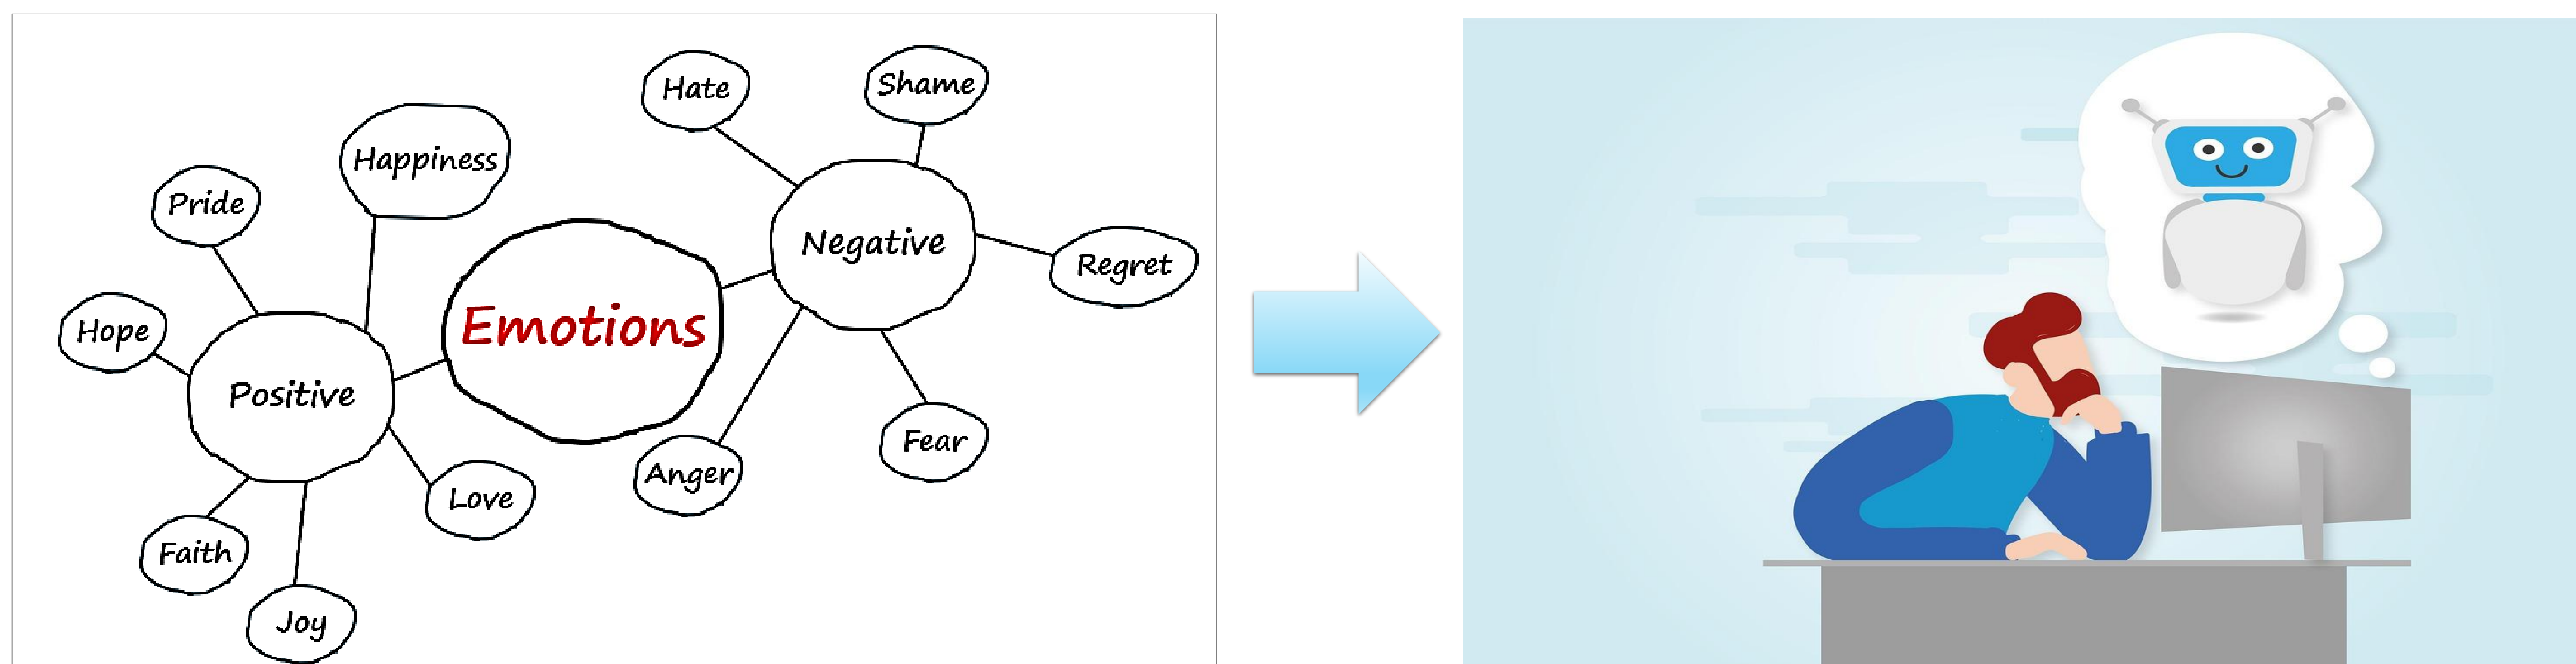 Emotions
Positive
Happiness
Pride
Hope
Faith
Joy
Love
Negative
Hate
Shame
Regret
Fear
Anger